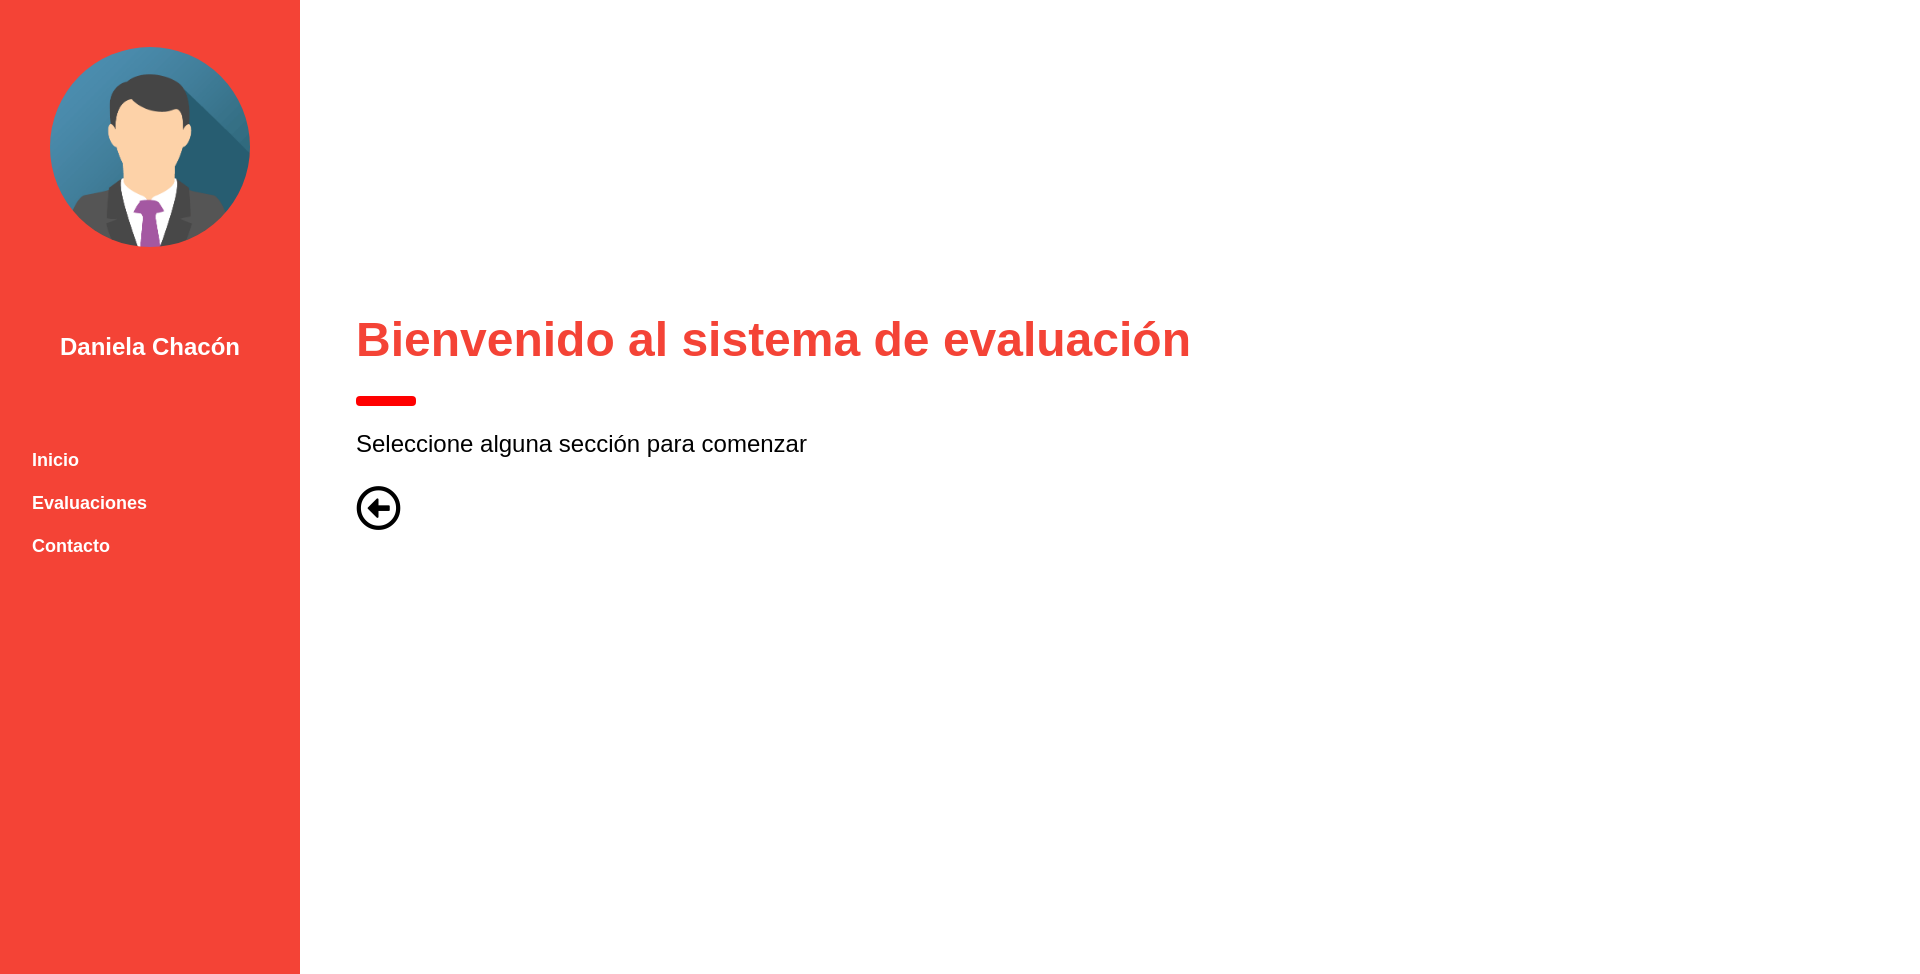 Daniela Chacón
Inicio
Evaluaciones
Contacto
Bienvenido al sistema de evaluación
Seleccione alguna sección para comenzar